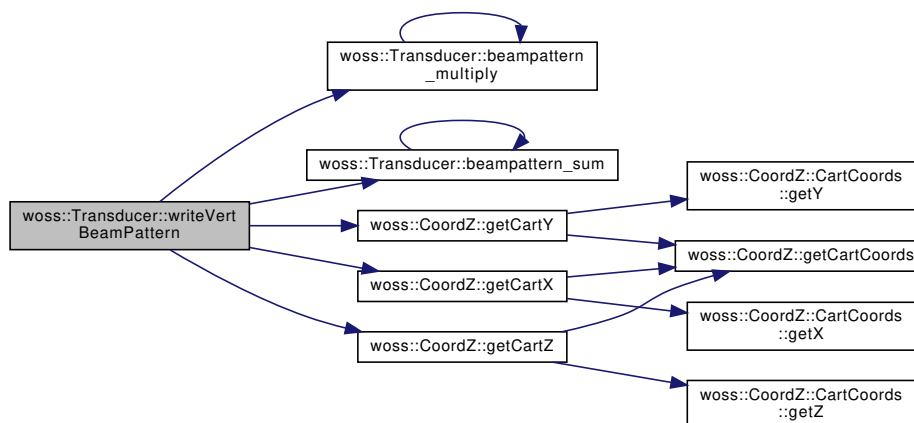 woss::Transducer::beampattern
_multiply
woss::Transducer::beampattern_sum
woss::Transducer::writeVert
BeamPattern
woss::CoordZ::getCartY
woss::CoordZ::getCartX
woss::CoordZ::getCartZ
woss::CoordZ::CartCoords
::getY
woss::CoordZ::getCartCoords
woss::CoordZ::CartCoords
::getX
woss::CoordZ::CartCoords
::getZ